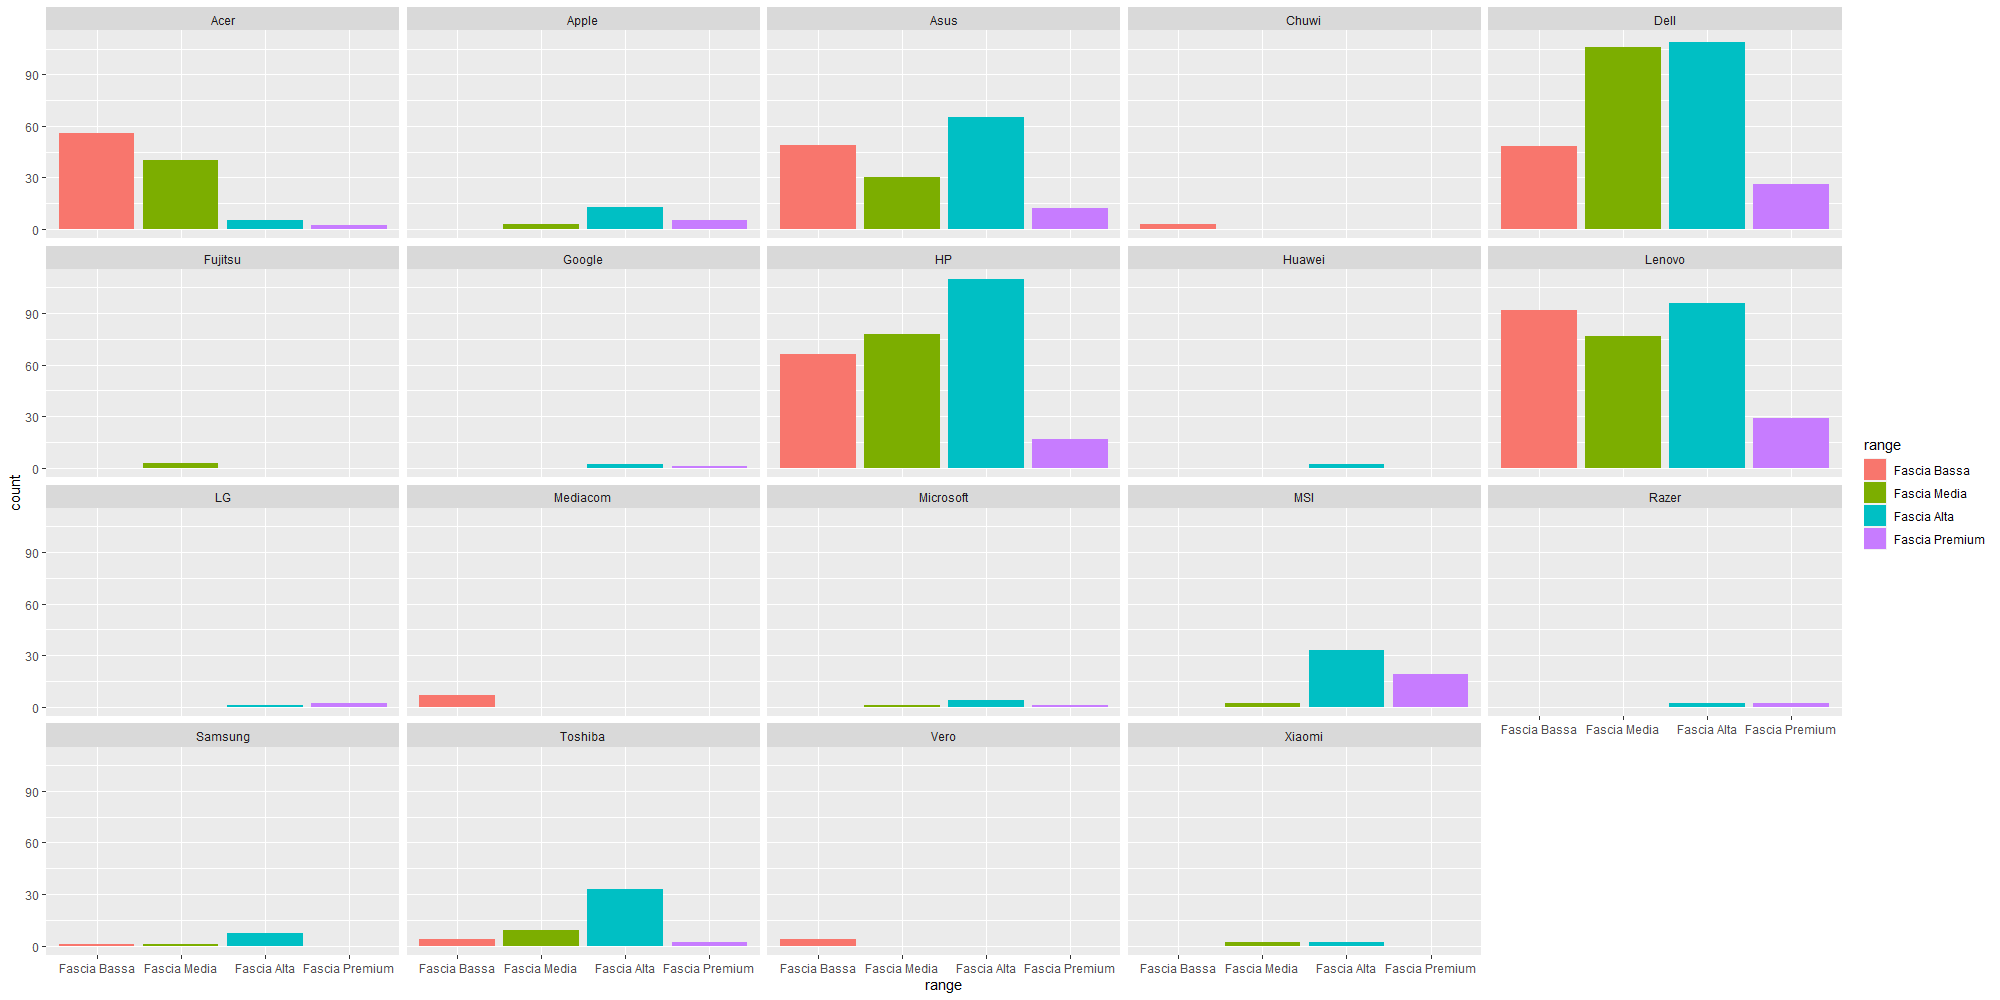 Acer Apple Asus Chuwi Dell
90
60
30
0
Fujitsu Google HP Huawei Lenovo
90
60
30
0
LG Mediacom Microsoft MSI Razer
90
60
30
0
Fascia Bassa Fascia Media Fascia Alta Fascia Premium
Samsung Toshiba Vero Xiaomi
90
60
30
0
Fascia Bassa Fascia Media Fascia Alta Fascia Premium Fascia Bassa Fascia Media Fascia Alta Fascia Premium Fascia Bassa Fascia Media Fascia Alta Fascia Premium Fascia Bassa Fascia Media Fascia Alta Fascia Premium
range
count
range
Fascia Bassa
Fascia Media
Fascia Alta
Fascia Premium